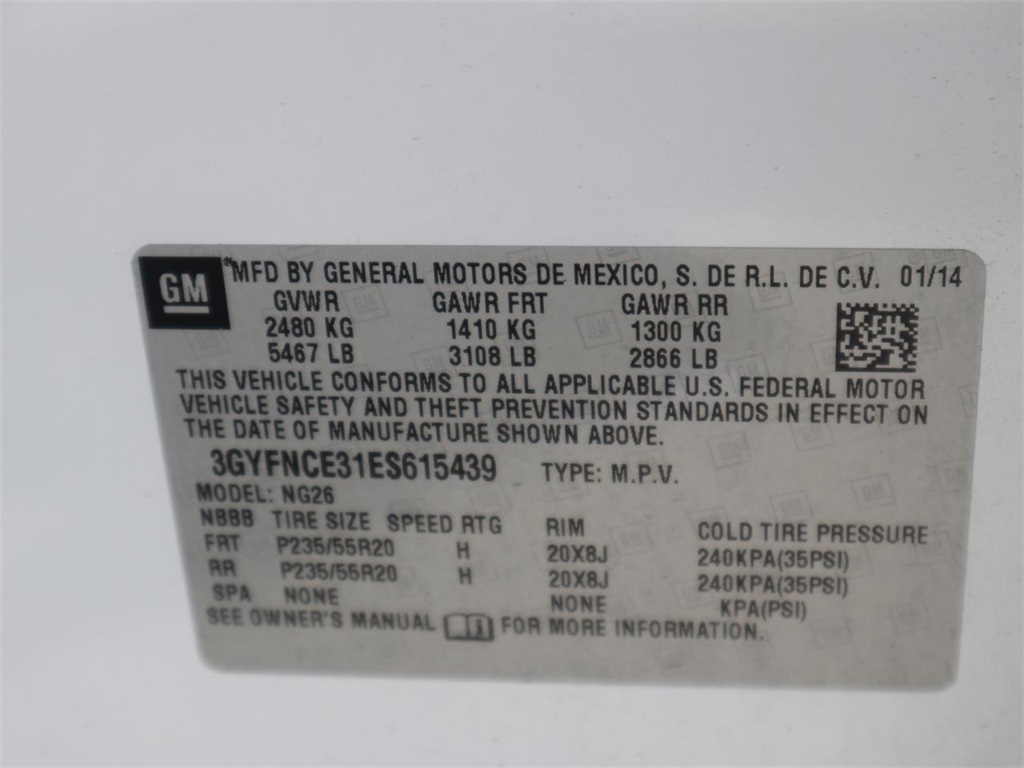 GM MFD BY GENERAL MOTORS DE MEXICO, S. DE R.L. DE C.V. 01/14
GVWR GAWR FRT GAWR RR
2480 KG 1410 KG 1300 KG
5467 LB 3108 LB 2866 LB
THIS VEHICLE CONFORMS TO ALL APPLICABLE U.S. FEDERAL MOTOR
VEHICLE SAFETY AND THEFT PREVENTION STANDARDS IN EFFECT ON
THE DATE OF MANUFACTURE SHOWN ABOVE.
3GYFNCE31ES615439 TYPE: M.P.V.
MODEL: NG26
NBBB TIRE SIZE SPEED RTG RIM COLD TIRE PRESSURE
FRT P235/55R20 H 20X8J 240KPA(35PSI)
RR P235/55R20 H 20X8J 240KPA(35PSI)
SPA NONE NONE KPA(PSI)
SEE OWNER'S MANUAL FOR MORE INFORMATION.